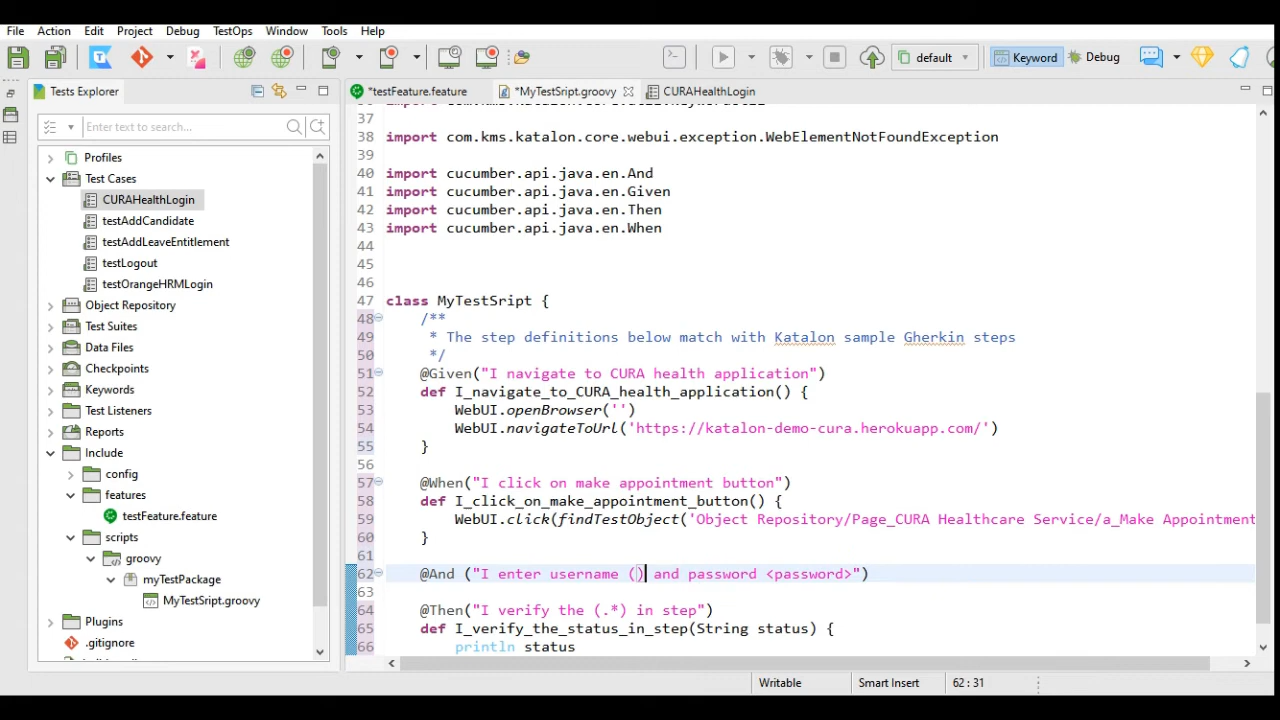 File Action Edit Project Debug TestOps Window Tools Help
default Keyword Debug
Tests Explorer
*testFeature.feature *MyTestSript.groovy CURAHealthLogin
Enter text to search...
Profiles
Test Cases
CURAHealthLogin
testAddCandidate
testAddLeaveEntitlement
testLogout
testOrangeHRMLogin
Object Repository
Test Suites
Data Files
Checkpoints
Keywords
Test Listeners
Reports
Include
config
features
testFeature.feature
scripts
groovy
myTestPackage
MyTestSript.groovy
Plugins
.gitignore
37
38 import com.kms.katalon.core.webui.exception.WebElementNotFoundException
39
40 import cucumber.api.java.en.And
41 import cucumber.api.java.en.Given
42 import cucumber.api.java.en.Then
43 import cucumber.api.java.en.When
44
45
46
47 class MyTestSript {
48 /**
49 * The step definitions below match with Katalon sample Gherkin steps
50 */
51 @Given("I navigate to CURA health application")
52 def I_navigate_to_CURA_health_application() {
53 WebUI.openBrowser('')
54 WebUI.navigateToUrl('https://katalon-demo-cura.herokuapp.com/')
55 }
56
57 @When("I click on make appointment button")
58 def I_click_on_make_appointment_button() {
59 WebUI.click(findTestObject('Object Repository/Page_CURA Healthcare Service/a_Make Appointment
60 }
61
62 @And ("I enter username () and password <password>")
63
64 @Then("I verify the (.*) in step")
65 def I_verify_the_status_in_step(String status) {
66 println status
Writable Smart Insert 62 : 31